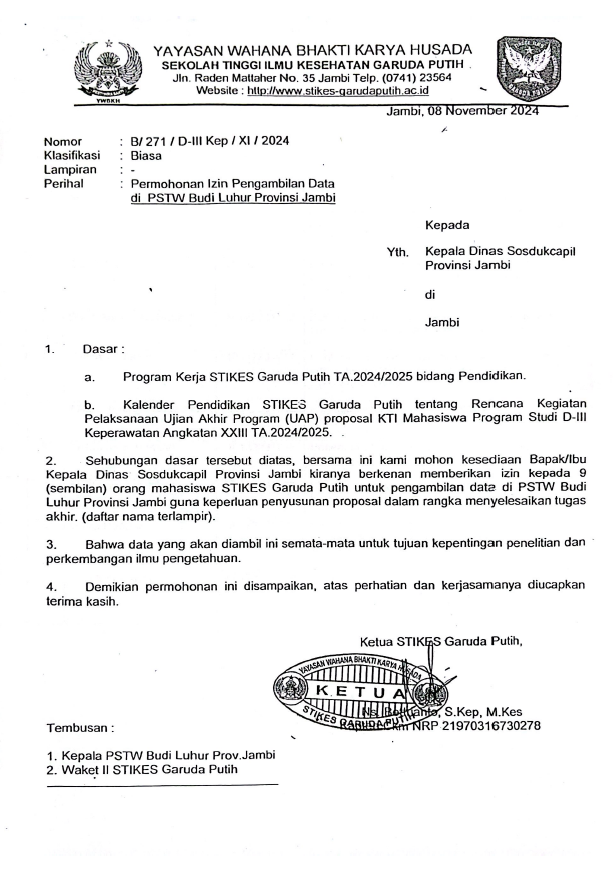 YAYASAN WAHANA BHAKTI KARYA HUSADA
SEKOLAH TINGGI ILMU KESEHATAN GARUDA PUTIH
Jln. Raden Mattaher No. 35 Jambi Telp. (0741) 23564
Website : http://www.stikes-garudaputih.ac.id
YWBKH
Jambi, 08 November 2024
Nomor : B/ 271 / D-III Kep / XI / 2024
Klasifikasi : Biasa
Lampiran : -
Perihal : Permohonan Izin Pengambilan Data
di PSTW Budi Luhur Provinsi Jambi
Kepada
Yth. Kepala Dinas Sosdukcapil
Provinsi Jambi
di
Jambi
1. Dasar :
a. Program Kerja STIKES Garuda Putih TA.2024/2025 bidang Pendidikan.
b. Kalender Pendidikan STIKES Garuda Putih tentang Rencana Kegiatan
Pelaksanaan Ujian Akhir Program (UAP) proposal KTI Mahasiswa Program Studi D-III
Keperawatan Angkatan XXIII TA.2024/2025.
2. Sehubungan dasar tersebut diatas, bersama ini kami mohon kesediaan Bapak/Ibu
Kepala Dinas Sosdukcapil Provinsi Jambi kiranya berkenan memberikan izin kepada 9
(sembilan) orang mahasiswa STIKES Garuda Putih untuk pengambilan data di PSTW Budi
Luhur Provinsi Jambi guna keperluan penyusunan proposal dalam rangka menyelesaikan tugas
akhir. (daftar nama terlampir).
3. Bahwa data yang akan diambil ini semata-mata untuk tujuan kepentingan penelitian dan
perkembangan ilmu pengetahuan.
4. Demikian permohonan ini disampaikan, atas perhatian dan kerjasamanya diucapkan
terima kasih.
Ketua STIKES Garuda Putih,
YAYASAN WAHANA BHAKTI KARYA HUSADA
KETUA
STIKES GARUDA PUTIH
S.Kep, M.Kes
NRP 21970316730278
Tembusan :
1. Kepala PSTW Budi Luhur Prov.Jambi
2. Waket II STIKES Garuda Putih